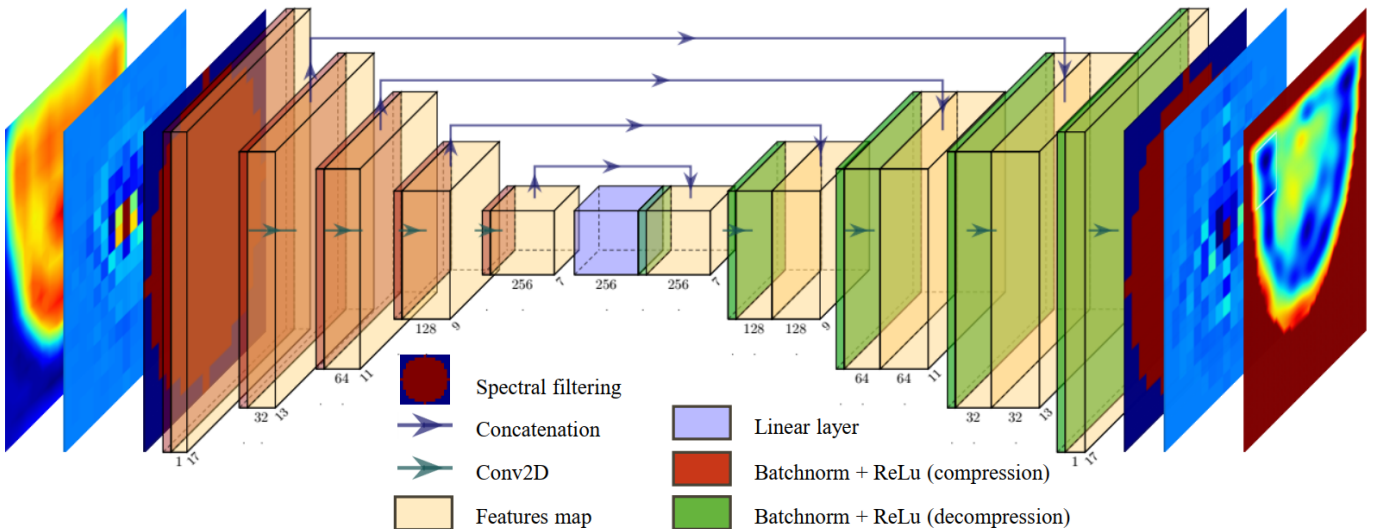 256 7 256 256 7
128 9 128 128 9
64 11 64 64 11
Spectral filtering
32 13 32 32 13
Concatenation Linear layer
1 17 Conv2D Batchnorm + ReLu (compression) 1 17
Features map Batchnorm + ReLu (decompression)